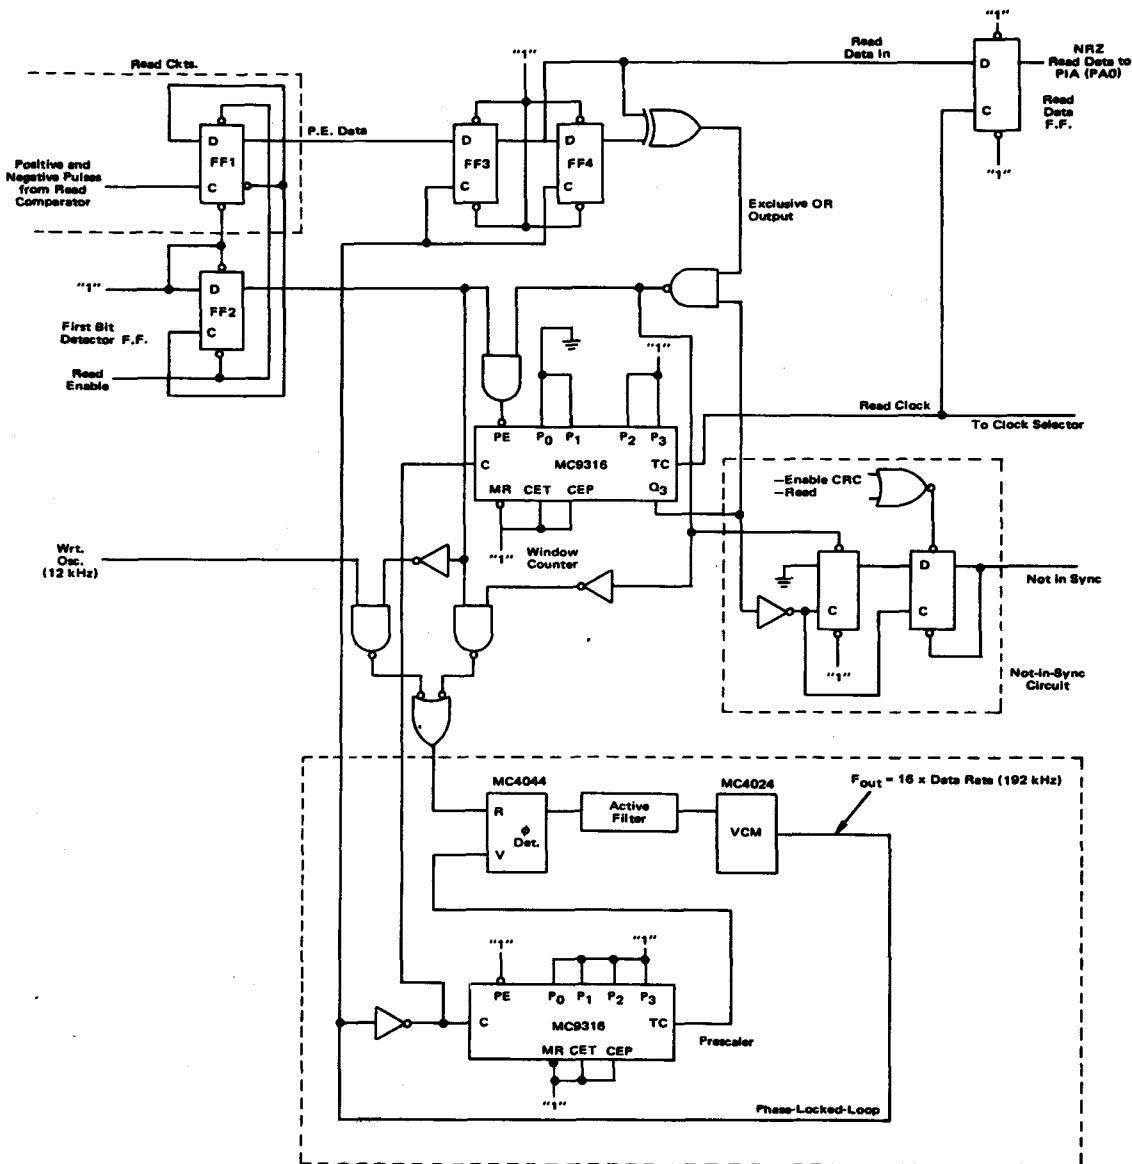 "1"
Read Ckts.
"1"
Read
Data In
D
C
NRZ
Read Data to
PIA (PA0)
Read
Data
F.F.
"1"
P.E. Data
D
FF1
C
D
FF3
C
D
FF4
C
Positive and
Negative Pulses
from Read
Comparator
Exclusive OR
Output
"1"
D
FF2
C
First Bit
Detector F.F.
Read
Enable
"1"
PE
P0
P1
P2
P3
C
MC9316
TC
MR
CET
CEP
Q3
"1"
Window
Counter
Read Clock
To Clock Selector
—Enable CRC
—Read
Wrt.
Osc.
(12 kHz)
C
D
C
Not in Sync
"1"
Not-in-Sync
Circuit
MC4044
R
ϕ
Det.
V
Active
Filter
MC4024
VCM
Fout = 16 x Data Rate (192 kHz)
"1"
"1"
PE
P0
P1
P2
P3
C
MC9316
TC
MR
CET
CEP
Prescaler
"1"
Phase-Locked-Loop